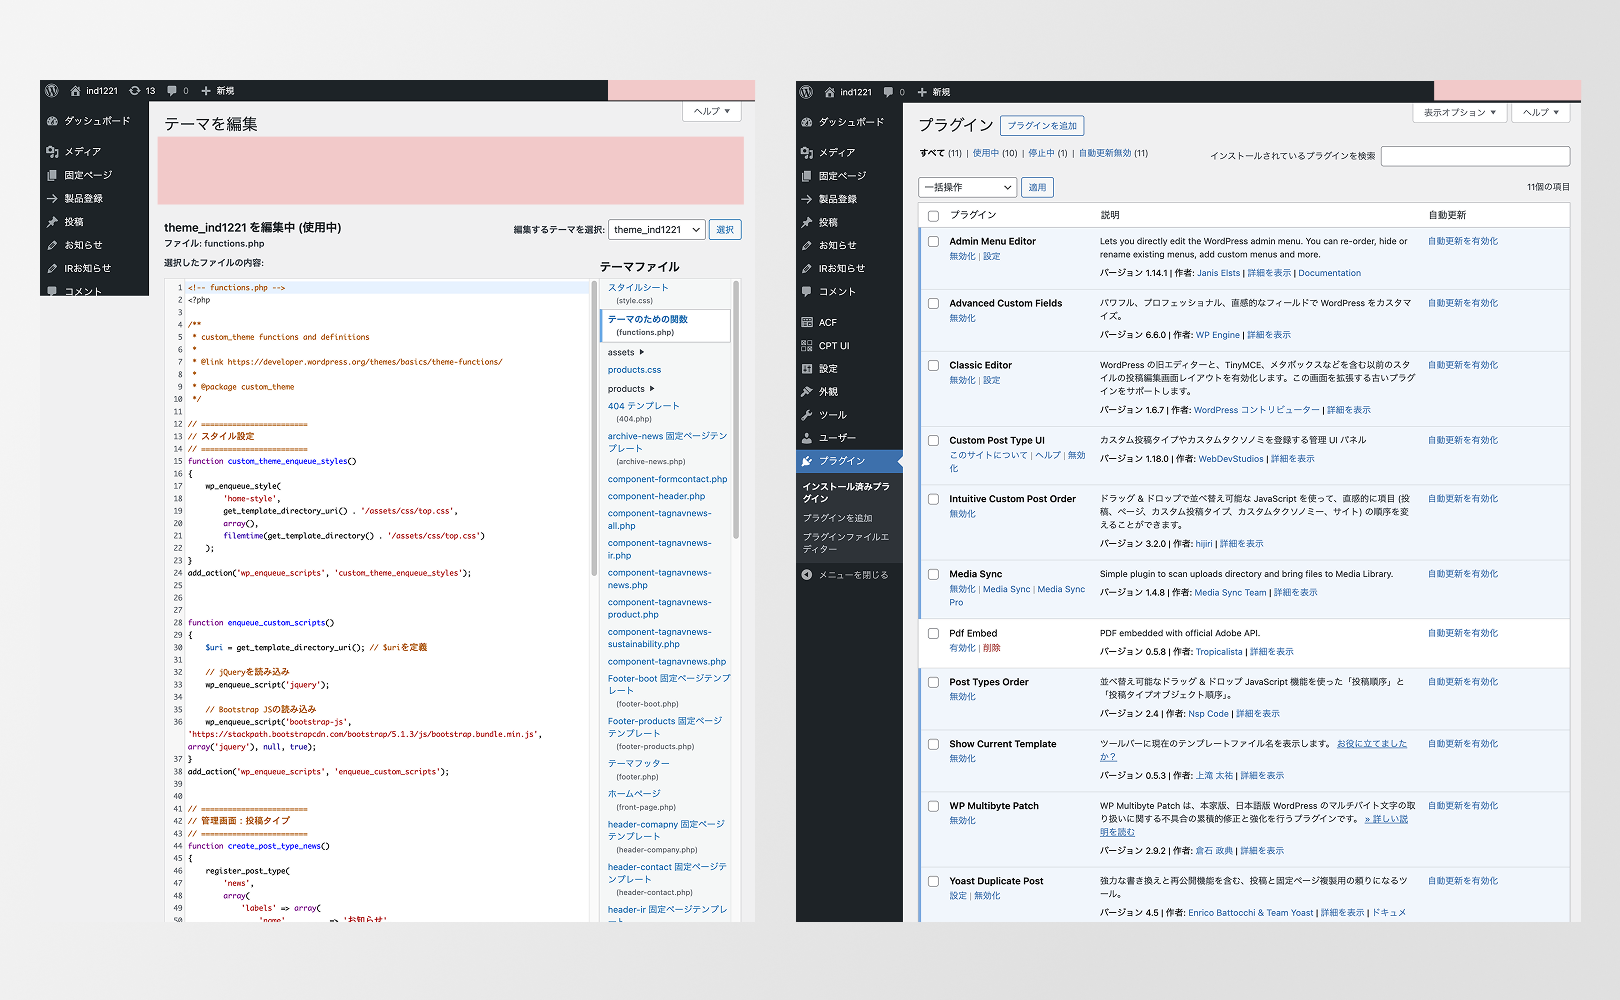 ind1221 13 0 新規
ダッシュボード
メディア
固定ページ
製品登録
投稿
お知らせ
IRお知らせ
コメント
ヘルプ ▼
テーマを編集
theme_ind1221 を編集中 (使用中)
ファイル: functions.php
編集するテーマを選択: theme_ind1221 選択
選択したファイルの内容:
1 <!-- functions.php -->
2 <?php
3
4 /**
5 * custom_theme functions and definitions
6 *
7 * @link https://developer.wordpress.org/themes/basics/theme-functions/
8 *
9 * @package custom_theme
10 */
11
12 // ========================
13 // スタイル設定
14 // ========================
15 function custom_theme_enqueue_styles()
16 {
17 wp_enqueue_style(
18 'home-style',
19 get_template_directory_uri() . '/assets/css/top.css',
20 array(),
21 filemtime(get_template_directory() . '/assets/css/top.css')
22 );
23 }
24 add_action('wp_enqueue_scripts', 'custom_theme_enqueue_styles');
25
26
27
28 function enqueue_custom_scripts()
29 {
30 $uri = get_template_directory_uri(); // $uriを定義
31
32 // jQueryを読み込み
33 wp_enqueue_script('jquery');
34
35 // Bootstrap JSの読み込み
36 wp_enqueue_script('bootstrap-js',
'https://stackpath.bootstrapcdn.com/bootstrap/5.1.3/js/bootstrap.bundle.min.js',
array('jquery'), null, true);
37 }
38 add_action('wp_enqueue_scripts', 'enqueue_custom_scripts');
39
40
41 // ========================
42 // 管理画面：投稿タイプ
43 // ========================
44 function create_post_type_news()
45 {
46 register_post_type(
47 'news',
48 array(
49 'labels' => array(
50 'name' => 'お知らせ'
テーマファイル
スタイルシート
(style.css)
テーマのための関数
(functions.php)
assets ▶
products.css
products ▶
404 テンプレート
(404.php)
archive-news 固定ページテン
プレート
(archive-news.php)
component-formcontact.php
component-header.php
component-tagnavnews-
all.php
component-tagnavnews-
ir.php
component-tagnavnews-
news.php
component-tagnavnews-
product.php
component-tagnavnews-
sustainability.php
component-tagnavnews.php
Footer-boot 固定ページテンプ
レート
(footer-boot.php)
Footer-products 固定ページ
テンプレート
(footer-products.php)
テーマフッター
(footer.php)
ホームページ
(front-page.php)
header-comapny 固定ページ
テンプレート
(header-company.php)
header-contact 固定ページテ
ンプレート
(header-contact.php)
header-ir 固定ページテンプレ
ート
ind1221 0 新規
ダッシュボード
メディア
固定ページ
製品登録
投稿
お知らせ
IRお知らせ
コメント
ACF
CPT UI
設定
外観
ツール
ユーザー
プラグイン
インストール済みプラ
グイン
プラグインを追加
プラグインファイルエ
ディター
メニューを閉じる
表示オプション ▼ ヘルプ ▼
プラグイン プラグインを追加
すべて (11) | 使用中 (10) | 停止中 (1) | 自動更新無効 (11)
インストールされているプラグインを検索
一括操作 適用
11個の項目
プラグイン 説明 自動更新
Admin Menu Editor
無効化 | 設定
Lets you directly edit the WordPress admin menu. You can re-order, hide or
rename existing menus, add custom menus and more.
バージョン 1.14.1 | 作者: Janis Elsts | 詳細を表示 | Documentation
自動更新を有効化
Advanced Custom Fields
無効化
パワフル、プロフェッショナル、直感的なフィールドで WordPress をカスタマ
イズ。
バージョン 6.6.0 | 作者: WP Engine | 詳細を表示
自動更新を有効化
Classic Editor
無効化 | 設定
WordPress の旧エディターと、TinyMCE、メタボックスなどを含む以前のスタ
イルの投稿編集画面レイアウトを有効化します。この画面を拡張する古いプラグ
インをサポートします。
バージョン 1.6.7 | 作者: WordPress コントリビューター | 詳細を表示
自動更新を有効化
Custom Post Type UI
このサイトについて | ヘルプ | 無効
化
カスタム投稿タイプやカスタムタクソノミを登録する管理 UI パネル
バージョン 1.18.0 | 作者: WebDevStudios | 詳細を表示
自動更新を有効化
Intuitive Custom Post Order
無効化
ドラッグ & ドロップで並べ替え可能な JavaScript を使って、直感的に項目 (投
稿、ページ、カスタム投稿タイプ、カスタムタクソノミー、サイト) の順序を変
えることができます。
バージョン 3.2.0 | 作者: hijiri | 詳細を表示
自動更新を有効化
Media Sync
無効化 | Media Sync | Media Sync
Pro
Simple plugin to scan uploads directory and bring files to Media Library.
バージョン 1.4.8 | 作者: Media Sync Team | 詳細を表示
自動更新を有効化
Pdf Embed
有効化 | 削除
PDF embedded with official Adobe API.
バージョン 0.5.8 | 作者: Tropicalista | 詳細を表示
自動更新を有効化
Post Types Order
無効化
並べ替え可能なドラッグ & ドロップ JavaScript 機能を使った「投稿順序」と
「投稿タイプオブジェクト順序」。
バージョン 2.4 | 作者: Nsp Code | 詳細を表示
自動更新を有効化
Show Current Template
無効化
ツールバーに現在のテンプレートファイル名を表示します。 お役に立てました
か？
バージョン 0.5.3 | 作者: 上滝 太祐 | 詳細を表示
自動更新を有効化
WP Multibyte Patch
無効化
WP Multibyte Patch は、本家版、日本語版 WordPress のマルチバイト文字の取
り扱いに関する不具合の累積的修正と強化を行うプラグインです。 » 詳しい説
明を読む
バージョン 2.9.2 | 作者: 倉石 政典 | 詳細を表示
自動更新を有効化
Yoast Duplicate Post
設定 | 無効化
強力な書き換えと再公開機能を含む、投稿と固定ページ複製用の頼りになるツ
ール。
バージョン 4.5 | 作者: Enrico Battocchi & Team Yoast | 詳細を表示 | ドキュメ
自動更新を有効化